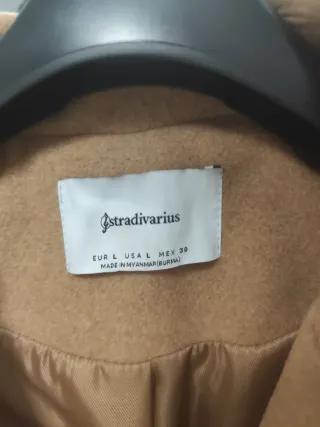 stradivarius
EUR L USA L MEX 30
MADE IN MYANMAR(BURMA)